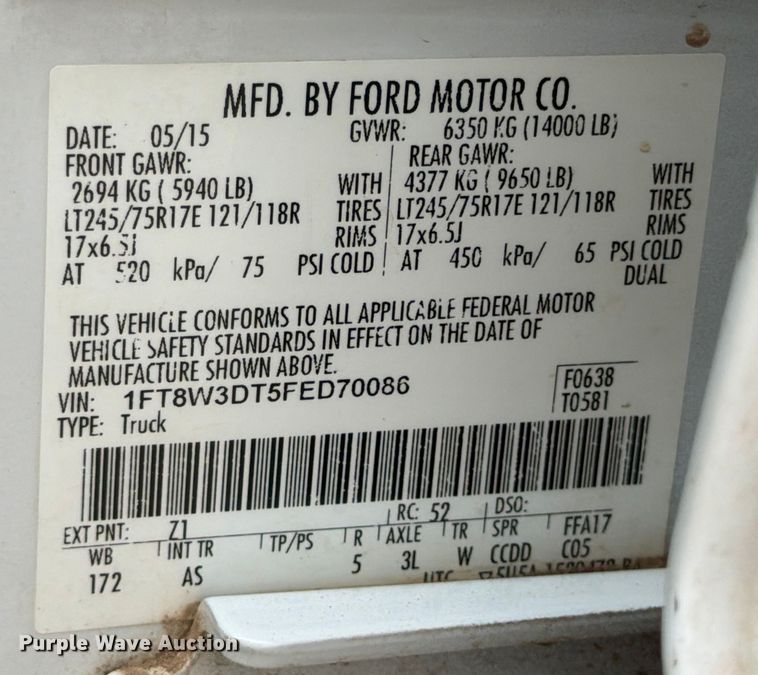 MFD. BY FORD MOTOR CO.
DATE: 05/15 GVWR: 6350 KG (14000 LB)
FRONT GAWR: REAR GAWR:
2694 KG ( 5940 LB) WITH 4377 KG ( 9650 LB) WITH
LT245/75R17E 121/118R TIRES LT245/75R17E 121/118R TIRES
17x6.5J RIMS 17x6.5J RIMS
AT 520 kPa/ 75 PSI COLD AT 450 kPa/ 65 PSI COLD
DUAL
THIS VEHICLE CONFORMS TO ALL APPLICABLE FEDERAL MOTOR
VEHICLE SAFETY STANDARDS IN EFFECT ON THE DATE OF
MANUFACTURE SHOWN ABOVE.
VIN: 1FT8W3DT5FED70086 F0638
TYPE: Truck T0581
EXT PNT: Z1 RC: 52 DSO:
WB INT TR TP/PS R AXLE TR SPR FFA17
172 AS 5 3L W CCDD C05
UTC
Purple Wave Auction